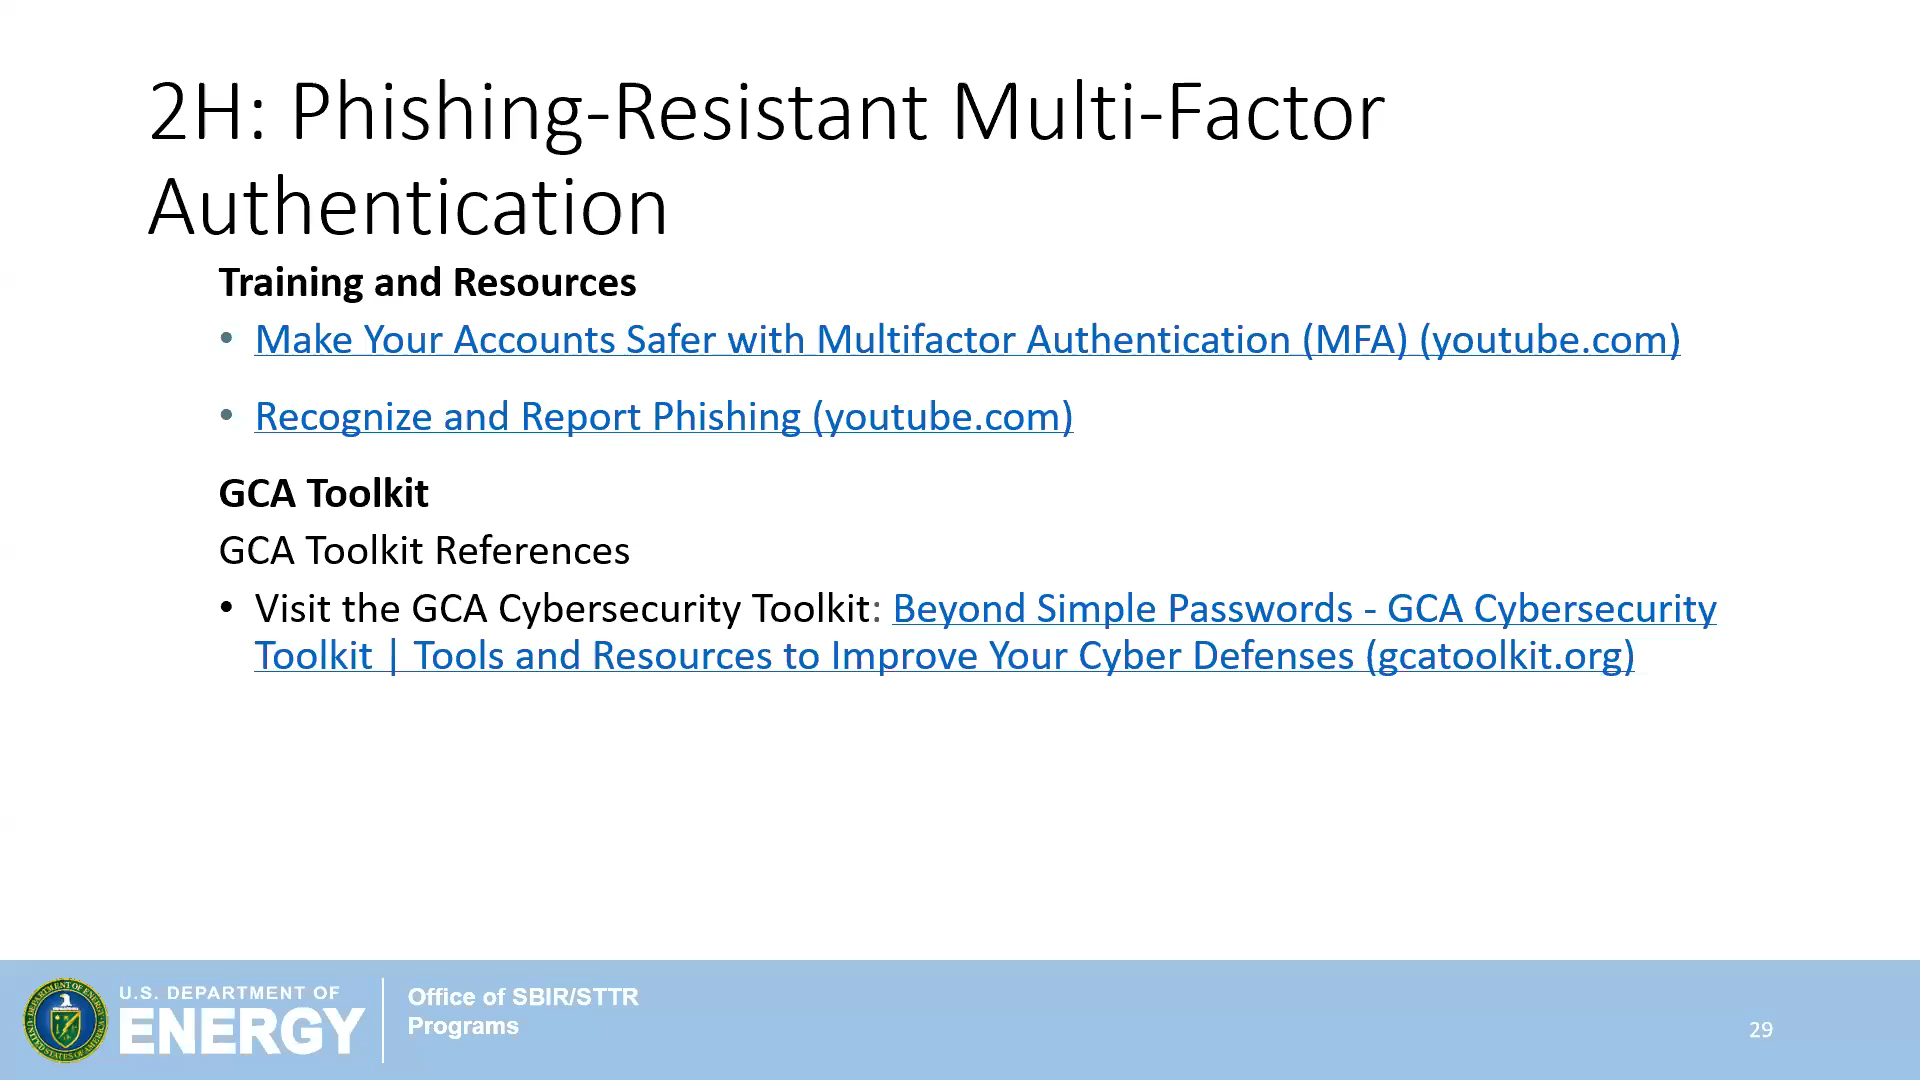 2H: Phishing-Resistant Multi-Factor
Authentication
Training and Resources
• Make Your Accounts Safer with Multifactor Authentication (MFA) (youtube.com)
• Recognize and Report Phishing (youtube.com)
GCA Toolkit
GCA Toolkit References
• Visit the GCA Cybersecurity Toolkit: Beyond Simple Passwords - GCA Cybersecurity
Toolkit | Tools and Resources to Improve Your Cyber Defenses (gcatoolkit.org)
U.S. DEPARTMENT OF
ENERGY
Office of SBIR/STTR
Programs
29